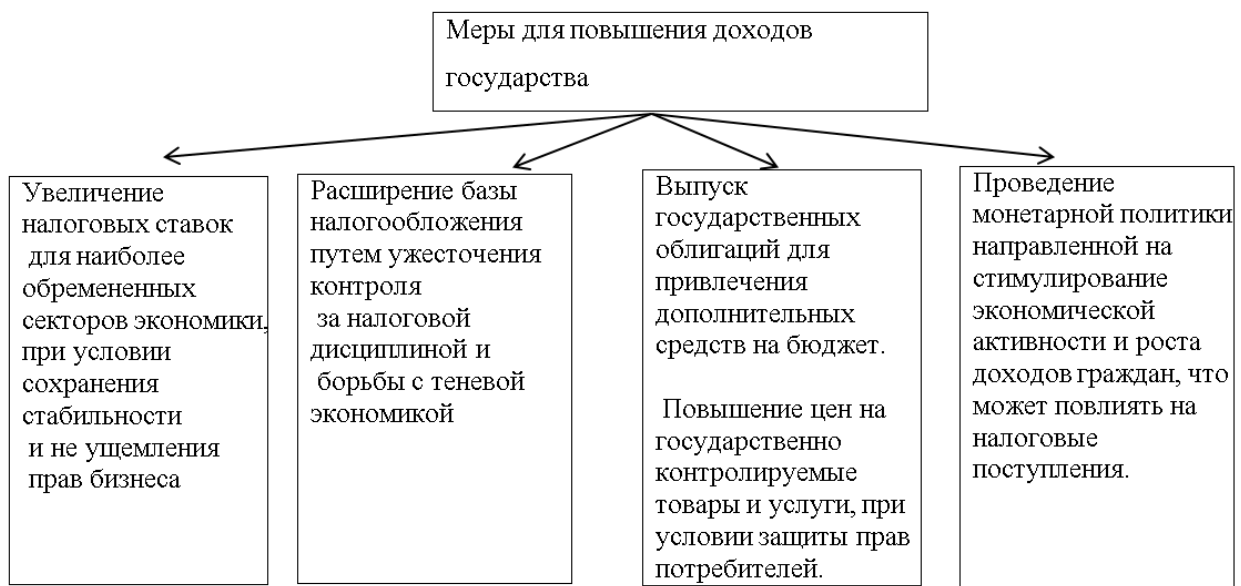 Меры для повышения доходов
государства
Увеличение
налоговых ставок
для наиболее
обремененных
секторов экономики,
при условии
сохранения
стабильности
и не ущемления
прав бизнеса
Расширение базы
налогообложения
путем ужесточения
контроля
за налоговой
дисциплиной и
борьбы с теневой
экономикой
Выпуск
государственных
облигаций для
привлечения
дополнительных
средств на бюджет.
Повышение цен на
государственно
контролируемые
товары и услуги, при
условии защиты прав
потребителей.
Проведение
монетарной политики
направленной на
стимулирование
экономической
активности и роста
доходов граждан, что
может повлиять на
налоговые
поступления.